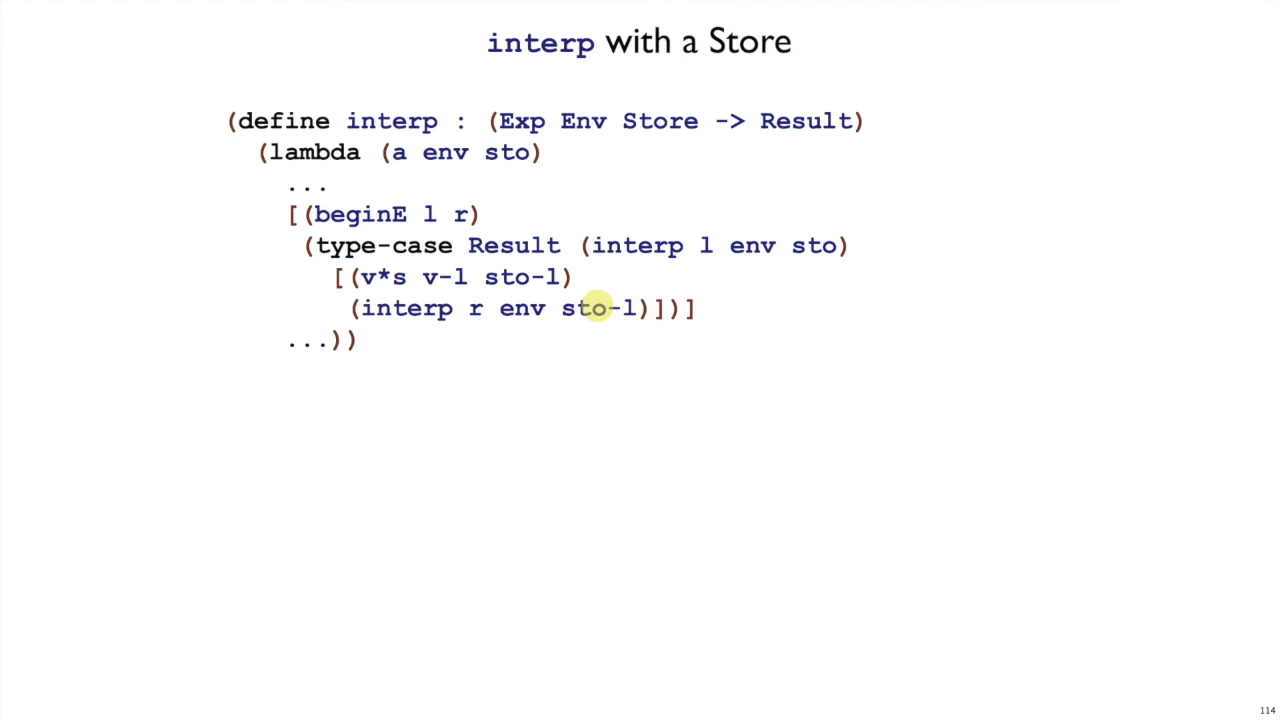 interp with a Store
(define interp : (Exp Env Store -> Result)
(lambda (a env sto)
...
[(beginE l r)
(type-case Result (interp l env sto)
[(v*s v-l sto-l)
(interp r env sto-l)])]
...))
114